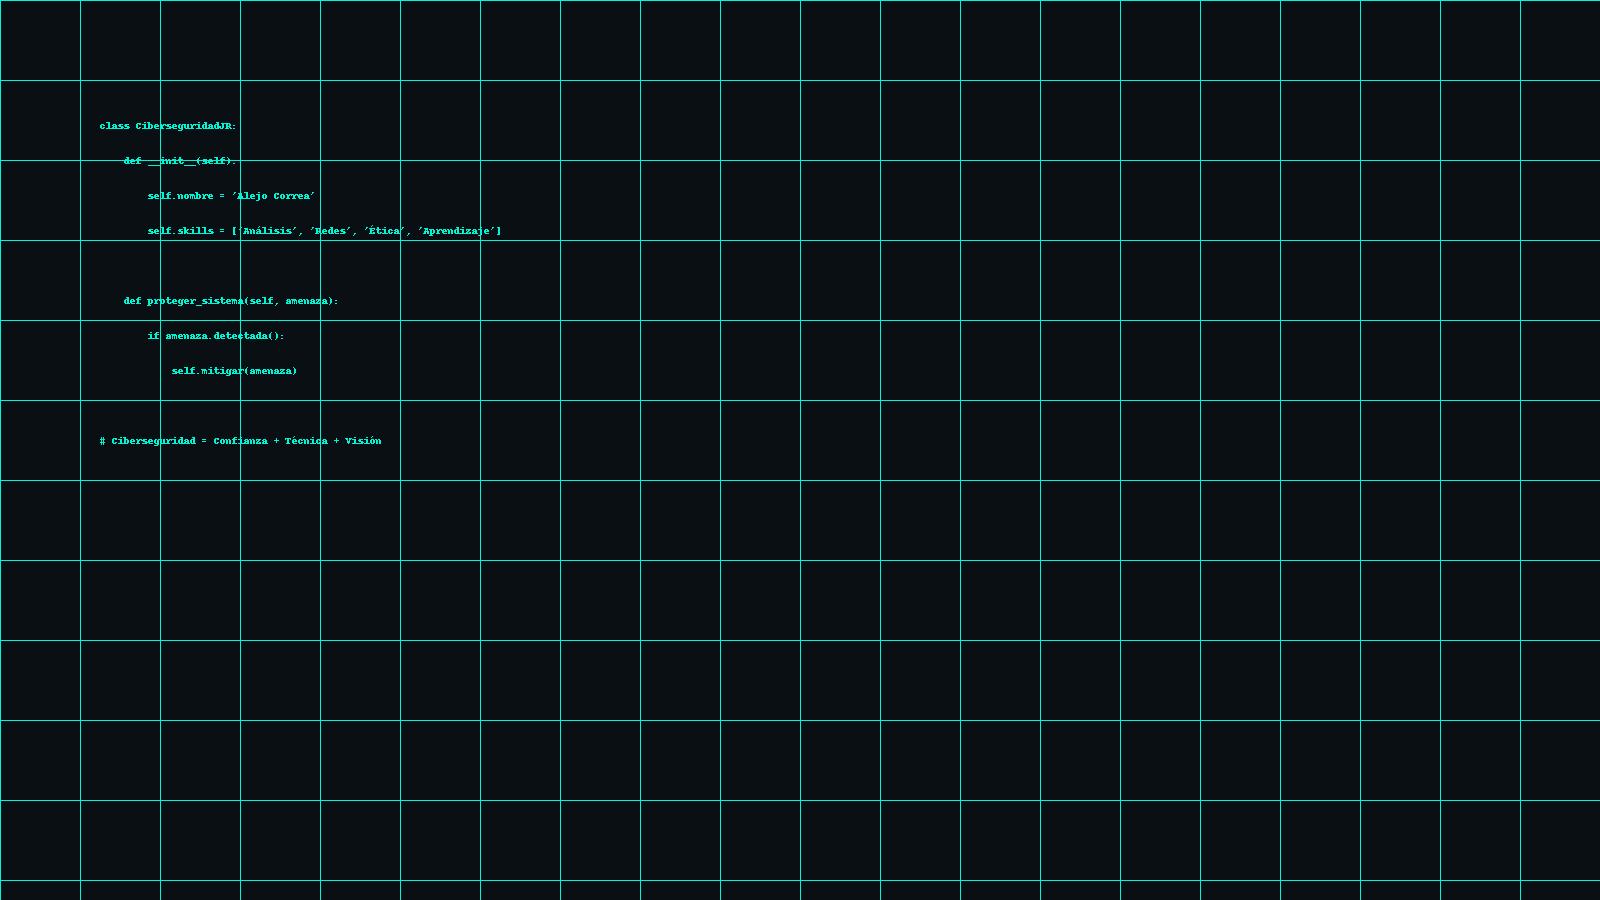 class CiberseguridadJR:
    def __init__(self):
        self.nombre = 'Alejo Correa'
        self.skills = ['Análisis', 'Redes', 'Ética', 'Aprendizaje']
    def proteger_sistema(self, amenaza):
        if amenaza.detectada():
            self.mitigar(amenaza)
# Ciberseguridad = Confianza + Técnica + Visión